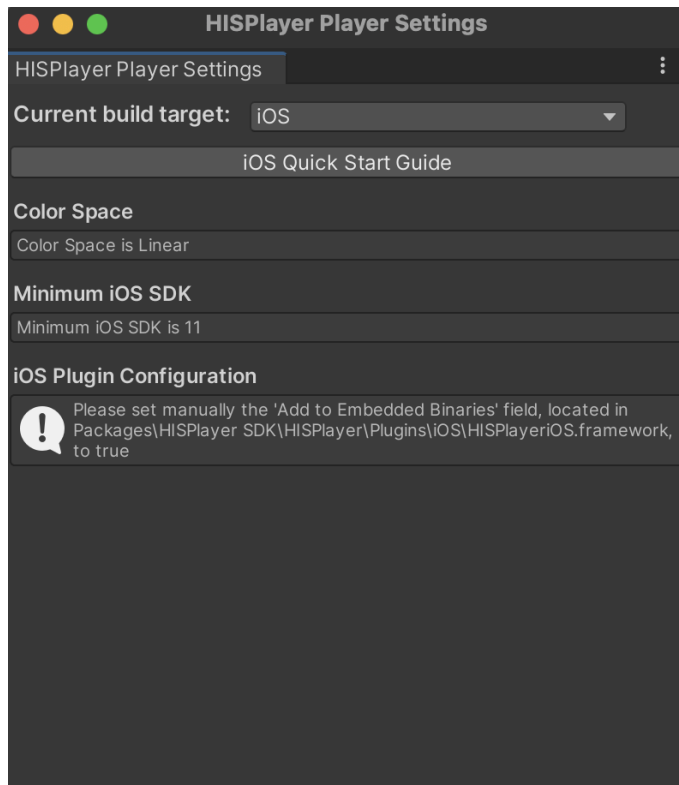 HISPlayer Player Settings
HISPlayer Player Settings
Current build target: iOS
iOS Quick Start Guide
Color Space
Color Space is Linear
Minimum iOS SDK
Minimum iOS SDK is 11
iOS Plugin Configuration
Please set manually the 'Add to Embedded Binaries' field, located in
Packages\HISPlayer SDK\HISPlayer\Plugins\iOS\HISPlayeriOS.framework,
to true